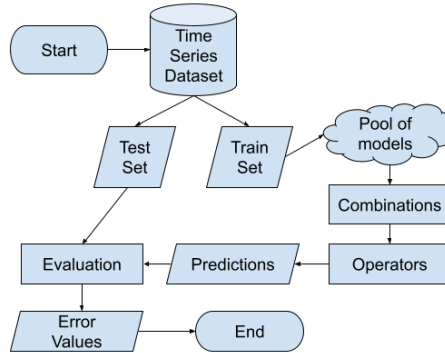 Start
Time
Series
Dataset
Test
Set
Train
Set
Pool of
models
Combinations
Evaluation
Predictions
Operators
Error
Values
End